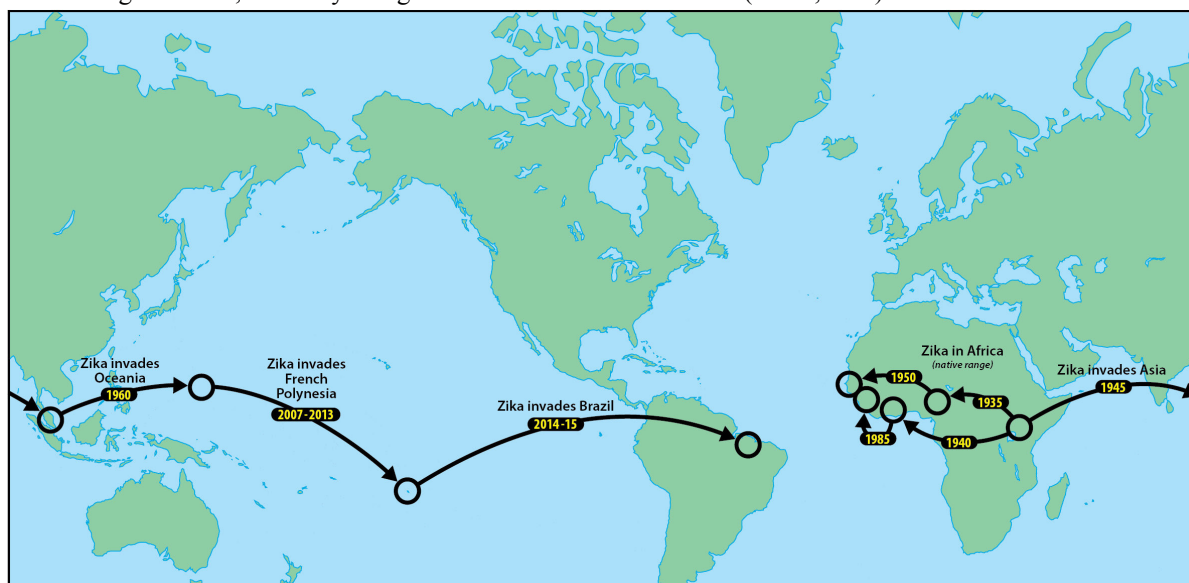 Zika invades
Oceania
1960
Zika invades
French
Polynesia
2007-2013
Zika invades Brazil
2014-15
Zika in Africa
(native range)
1950
1935
1940
1985
Zika invades Asia
1945